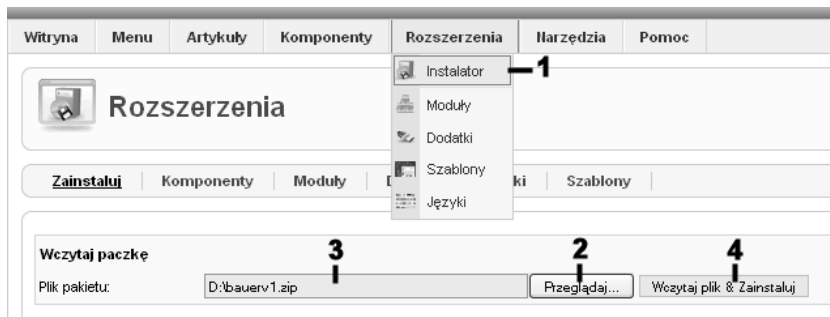 Witryna Menu Artykuły Komponenty Rozszerzenia Narzędzia Pomoc
Instalator 1
Rozszerzenia
Moduły
Dodatki
Szablony
Języki
Zainstaluj Komponenty Moduły ki Szablony
Wczytaj paczkę 3 2 4
Plik pakietu: D:\bauerv1.zip Przeglądaj... Wczytaj plik & Zainstaluj